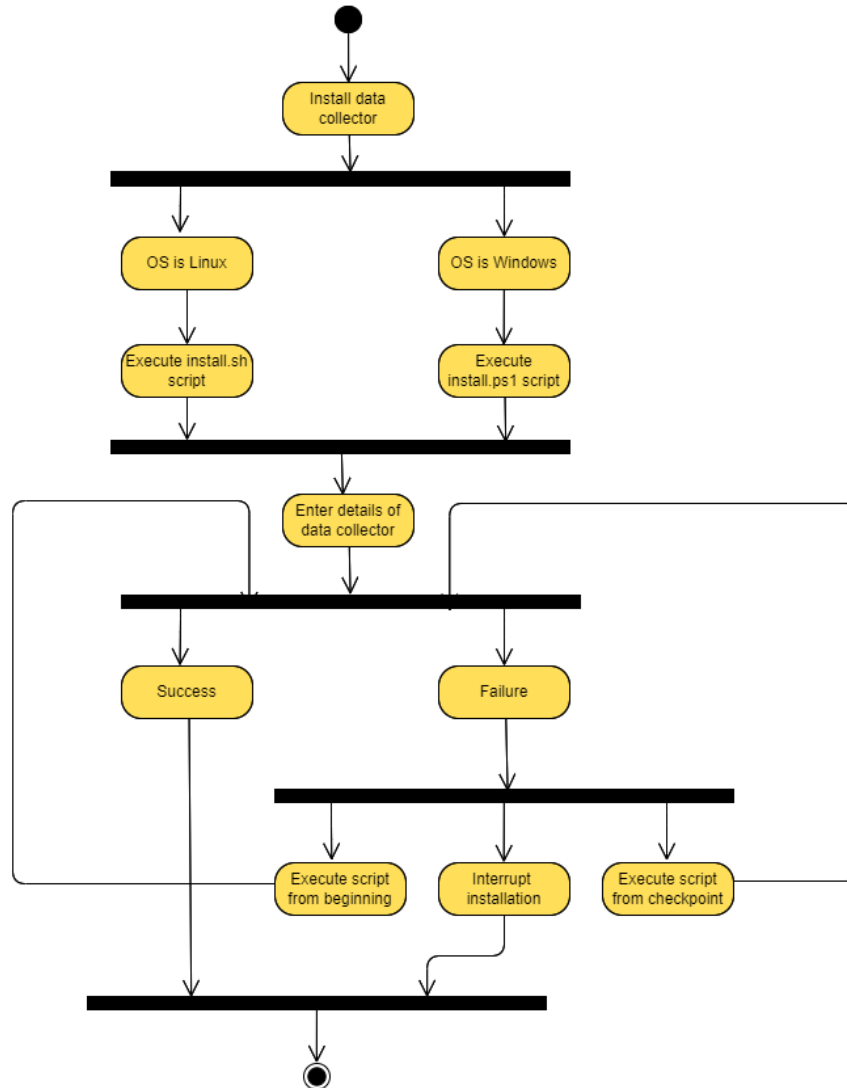 Install data
collector
OS is Linux
OS is Windows
Execute install.sh
script
Execute
install.ps1 script
Enter details of
data collector
Success
Failure
Execute script
from beginning
Interrupt
installation
Execute script
from checkpoint